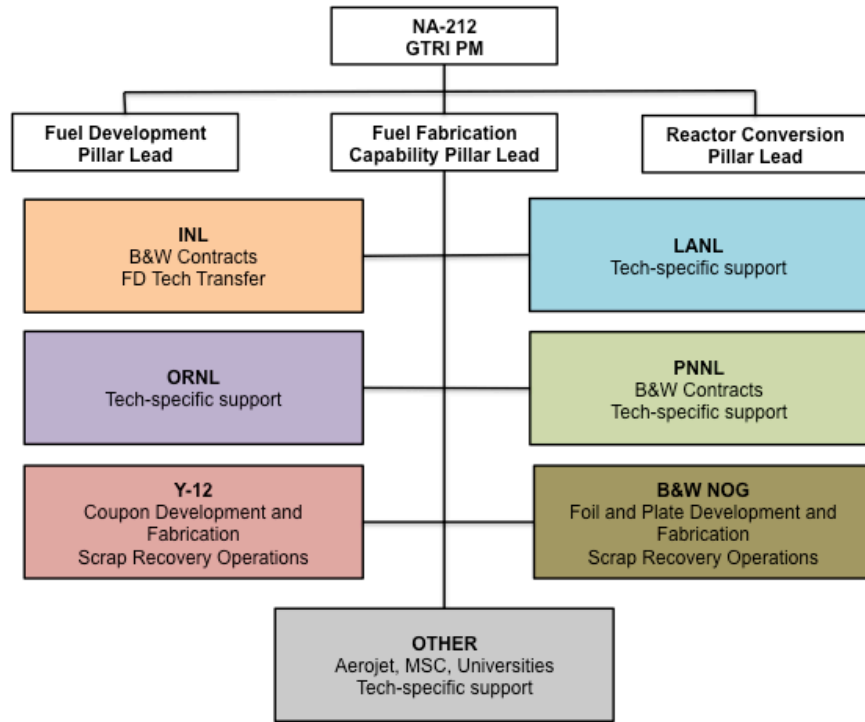 NA-212
GTRI PM
Fuel Development
Pillar Lead
Fuel Fabrication
Capability Pillar Lead
Reactor Conversion
Pillar Lead
INL
B&W Contracts
FD Tech Transfer
LANL
Tech-specific support
ORNL
Tech-specific support
PNNL
B&W Contracts
Tech-specific support
Y-12
Coupon Development and
Fabrication
Scrap Recovery Operations
B&W NOG
Foil and Plate Development and
Fabrication
Scrap Recovery Operations
OTHER
Aerojet, MSC, Universities
Tech-specific support